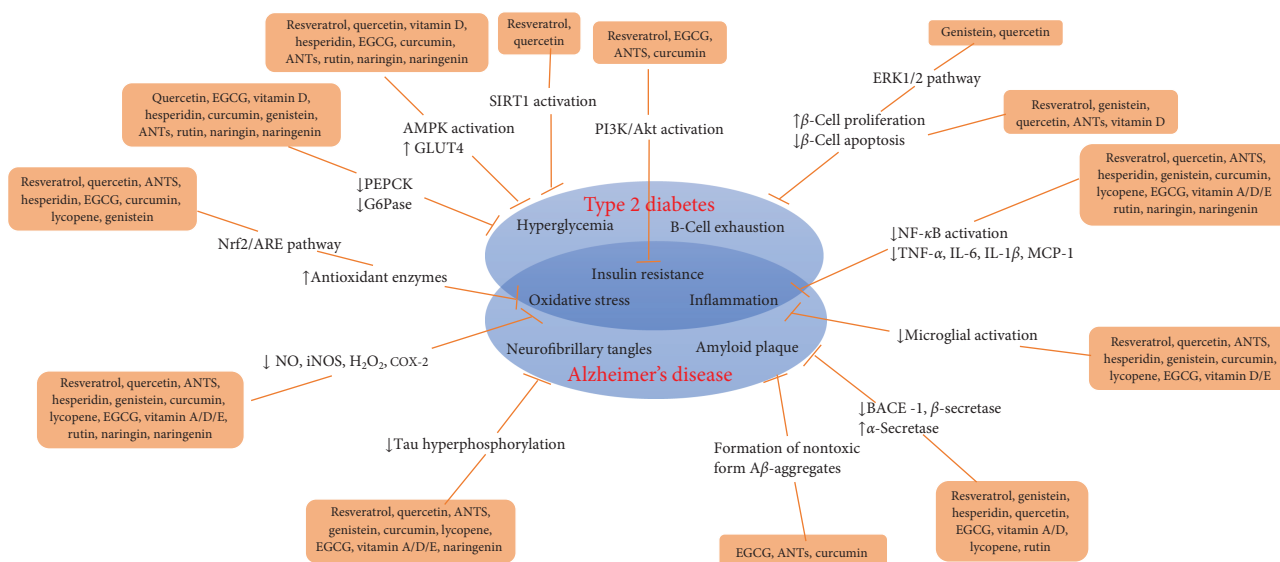 Resveratrol, quercetin, vitamin D,
hesperidin, EGCG, curcumin,
ANTs, rutin, naringin, naringenin
Resveratrol,
quercetin
Resveratrol, EGCG,
ANTS, curcumin
Genistein, quercetin
ERK1/2 pathway
Quercetin, EGCG, vitamin D,
hesperidin, curcumin, genistein,
ANTs, rutin, naringin, naringenin
SIRT1 activation
AMPK activation
↑ GLUT4
PI3K/Akt activation
↑β-Cell proliferation
↓β-Cell apoptosis
Resveratrol, genistein,
quercetin, ANTs, vitamin D
Resveratrol, quercetin, ANTS,
hesperidin, EGCG, curcumin,
lycopene, genistein
↓PEPCK
↓G6Pase
Resveratrol, quercetin, ANTS,
hesperidin, genistein, curcumin,
lycopene, EGCG, vitamin A/D/E
rutin, naringin, naringenin
Type 2 diabetes
Hyperglycemia
B-Cell exhaustion
Nrf2/ARE pathway
↑Antioxidant enzymes
↓NF-κB activation
↓TNF-α, IL-6, IL-1β, MCP-1
Insulin resistance
Oxidative stress
Inflammation
↓ NO, iNOS, H₂O₂, COX-2
Neurofibrillary tangles
Amyloid plaque
Alzheimer's disease
↓Microglial activation
Resveratrol, quercetin, ANTS,
hesperidin, genistein, curcumin,
lycopene, EGCG, vitamin D/E
Resveratrol, quercetin, ANTS,
hesperidin, genistein, curcumin,
lycopene, EGCG, vitamin A/D/E,
rutin, naringin, naringenin
↓Tau hyperphosphorylation
Formation of nontoxic
form Aβ-aggregates
↓BACE -1, β-secretase
↑α-Secretase
Resveratrol, quercetin, ANTS,
genistein, curcumin, lycopene,
EGCG, vitamin A/D/E, naringenin
EGCG, ANTs, curcumin
Resveratrol, genistein,
hesperidin, quercetin,
EGCG, vitamin A/D,
lycopene, rutin